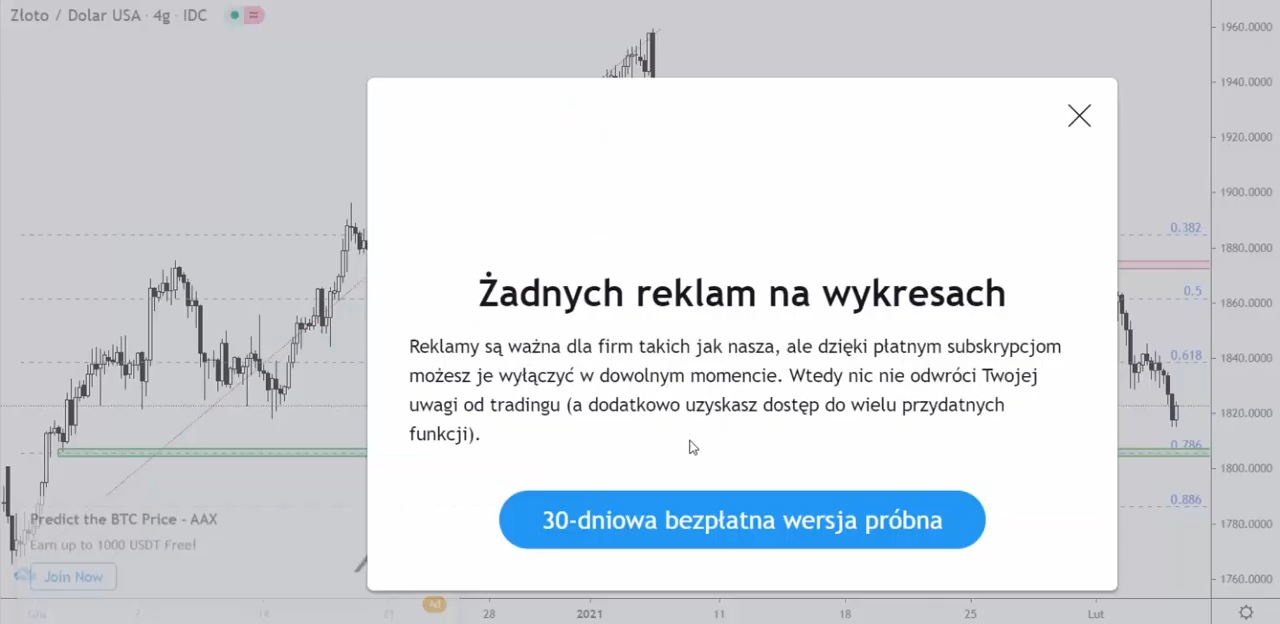 Złoto / Dolar USA · 4g · IDC
1960.0000
1940.0000
1920.0000
1900.0000
0.382
1880.0000
0.5
1860.0000
0.618
1840.0000
1820.0000
0.786
1800.0000
0.886
1780.0000
1760.0000
Żadnych reklam na wykresach
Reklamy są ważna dla firm takich jak nasza, ale dzięki płatnym subskrypcjom
możesz je wyłączyć w dowolnym momencie. Wtedy nic nie odwróci Twojej
uwagi od tradingu (a dodatkowo uzyskasz dostęp do wielu przydatnych
funkcji).
30-dniowa bezpłatna wersja próbna
Predict the BTC Price - AAX
Earn up to 1000 USDT Free!
Join Now
Gru 7 14 21 28 2021 11 18 25 Lut